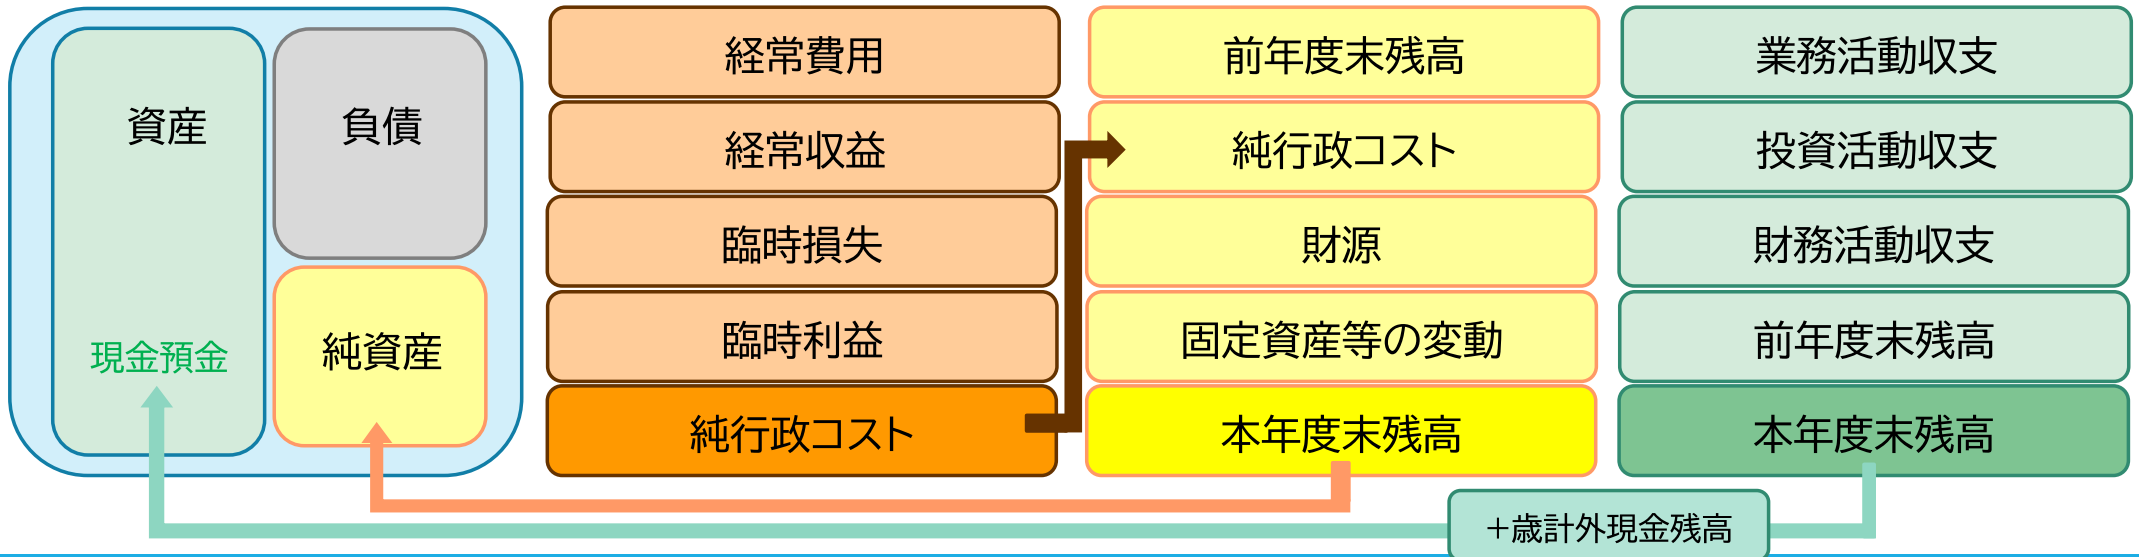 資産
現金預金
負債
純資産
経常費用
経常収益
臨時損失
臨時利益
純行政コスト
前年度末残高
純行政コスト
財源
固定資産等の変動
本年度末残高
業務活動収支
投資活動収支
財務活動収支
前年度末残高
本年度末残高
＋歳計外現金残高